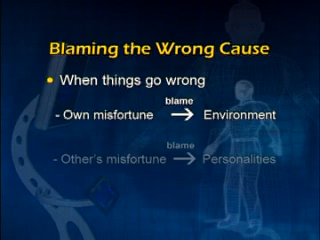 Blaming the Wrong Cause
• When things go wrong
blame
- Own misfortune → Environment
blame
- Other's misfortune → Personalities